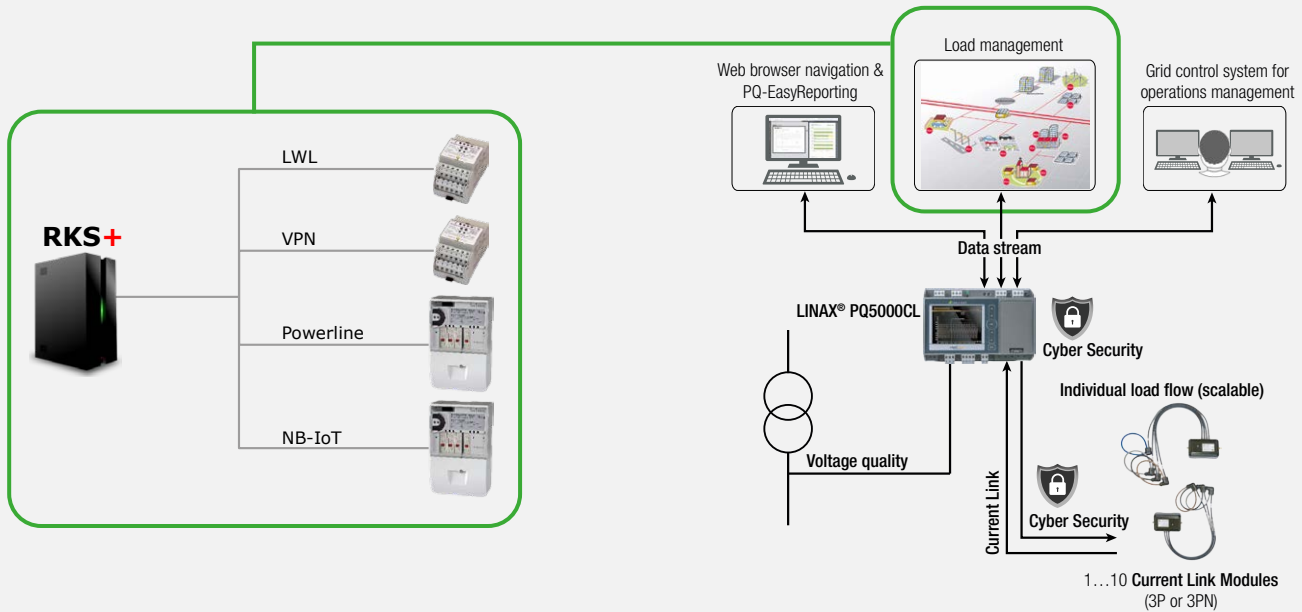 RKS+
LWL
VPN
Powerline
NB-IoT
Web browser navigation &
PQ-EasyReporting
Load management
Grid control system for
operations management
Data stream
LINAX® PQ5000CL
Cyber Security
Individual load flow (scalable)
Voltage quality
Current Link
Cyber Security
1…10 Current Link Modules
(3P or 3PN)